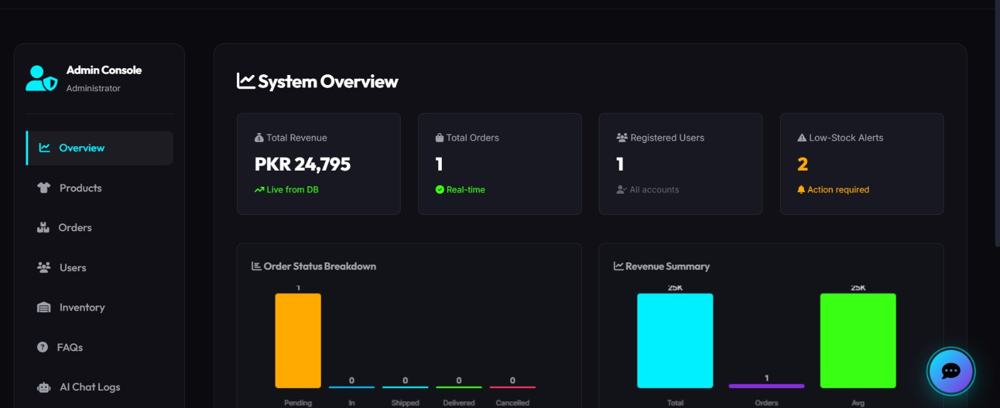 Admin Console
Administrator
Overview
Products
Orders
Users
Inventory
FAQs
AI Chat Logs
System Overview
Total Revenue
PKR 24,795
Live from DB
Total Orders
1
Real-time
Registered Users
1
All accounts
Low-Stock Alerts
2
Action required
Order Status Breakdown
1
0
0
0
0
Pending
In
Shipped
Delivered
Cancelled
Revenue Summary
25K
1
25K
Total
Orders
Avg